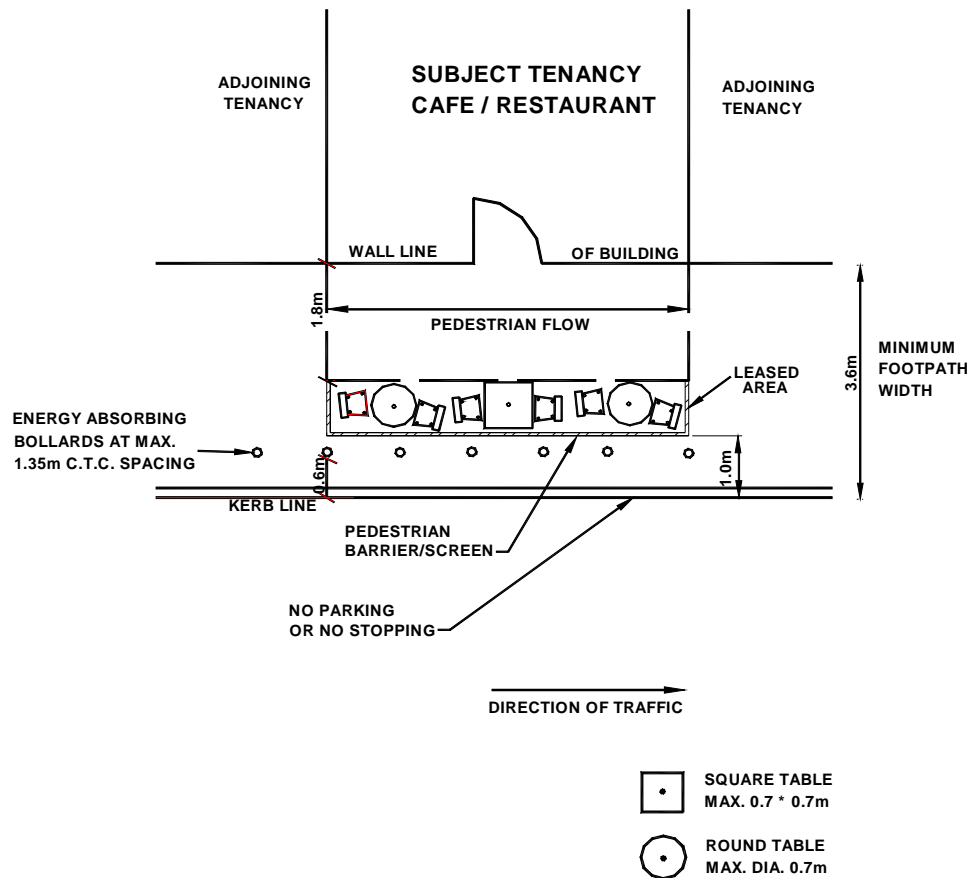 SUBJECT TENANCY
CAFE / RESTAURANT
ADJOINING
TENANCY
ADJOINING
TENANCY
WALL LINE
OF BUILDING
1.8m
PEDESTRIAN FLOW
3.6m
MINIMUM
FOOTPATH
WIDTH
LEASED
AREA
ENERGY ABSORBING
BOLLARDS AT MAX.
1.35m C.T.C. SPACING
0.6m
1.0m
KERB LINE
PEDESTRIAN
BARRIER/SCREEN
NO PARKING
OR NO STOPPING
DIRECTION OF TRAFFIC
SQUARE TABLE
MAX. 0.7 * 0.7m
ROUND TABLE
MAX. DIA. 0.7m